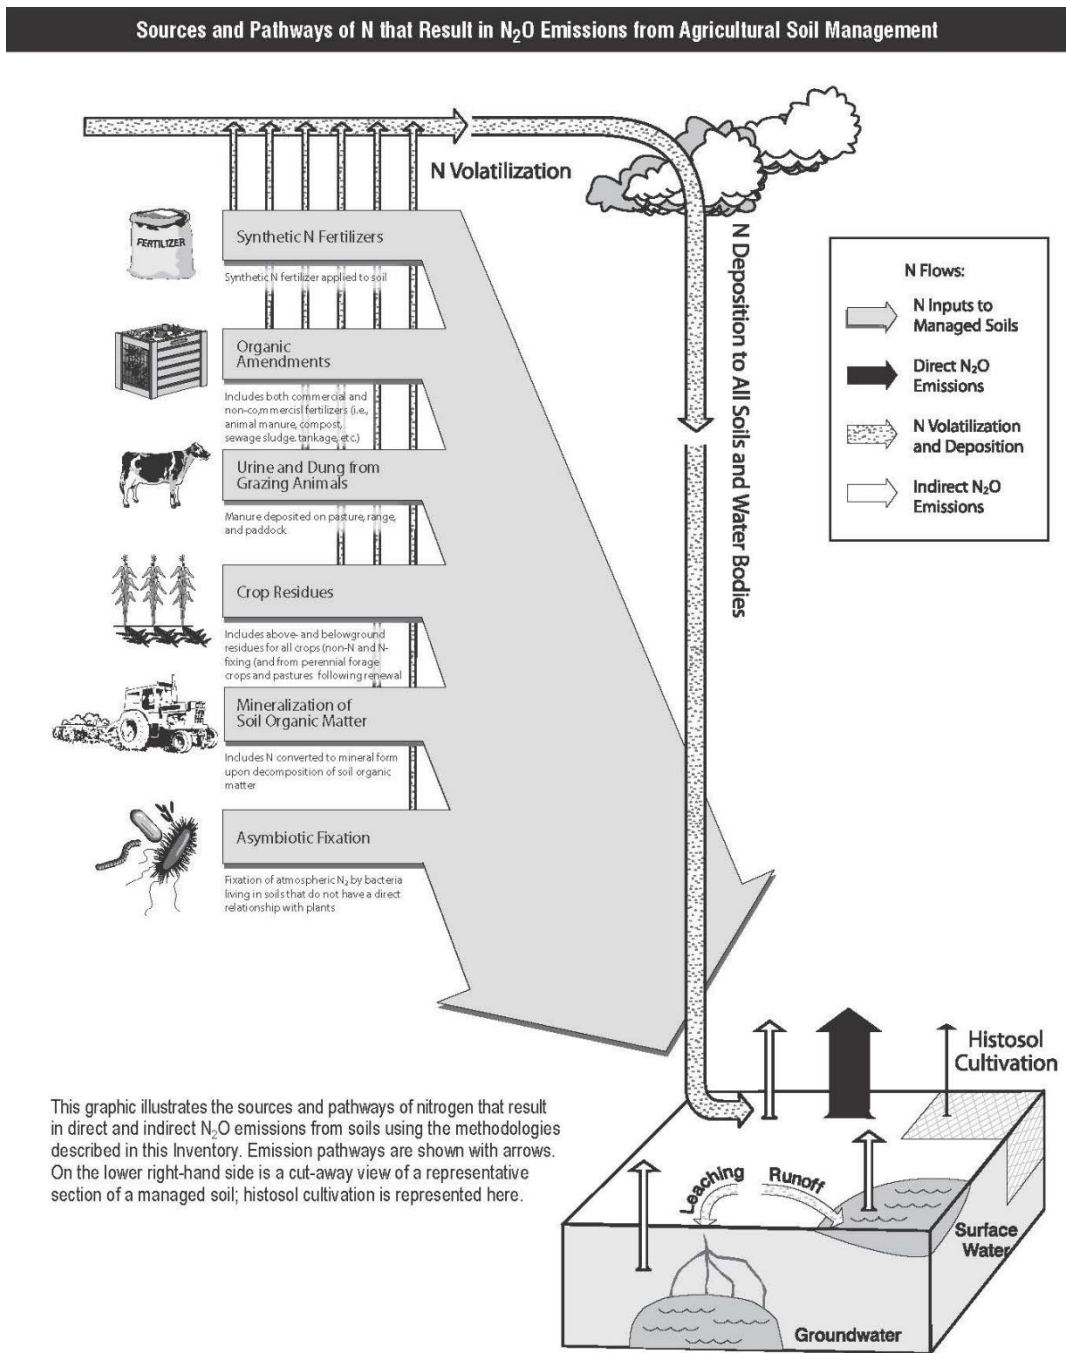 Sources and Pathways of N that Result in N₂O Emissions from Agricultural Soil Management
N Volatilization
FERTILIZER
Synthetic N Fertilizers
Synthetic N fertilizer applied to soil
Organic
Amendments
Includes both commercial and
non-co,mmercisl fertilizers (i.e.,
animal manure, compost,
sewage sludge, tankage, etc.)
Urine and Dung from
Grazing Animals
Manure deposited on pasture, range,
and paddock
Crop Residues
Includes above- and belowground
residues for all crops (non-N and N-
fixing (and from perennial forage
crops and pastures following renewal
Mineralization of
Soil Organic Matter
Includes N converted to mineral form
upon decomposition of soil organic
matter
Asymbiotic Fixation
Fixation of atmospheric N₂ by bacteria
living in soils that do not have a direct
relationship with plants
N Deposition to All Soils and Water Bodies
N Flows:
N Inputs to
Managed Soils
Direct N₂O
Emissions
N Volatilization
and Deposition
Indirect N₂O
Emissions
Histosol
Cultivation
This graphic illustrates the sources and pathways of nitrogen that result
in direct and indirect N₂O emissions from soils using the methodologies
described in this Inventory. Emission pathways are shown with arrows.
On the lower right-hand side is a cut-away view of a representative
section of a managed soil; histosol cultivation is represented here.
Leaching
Runoff
Surface
Water
Groundwater